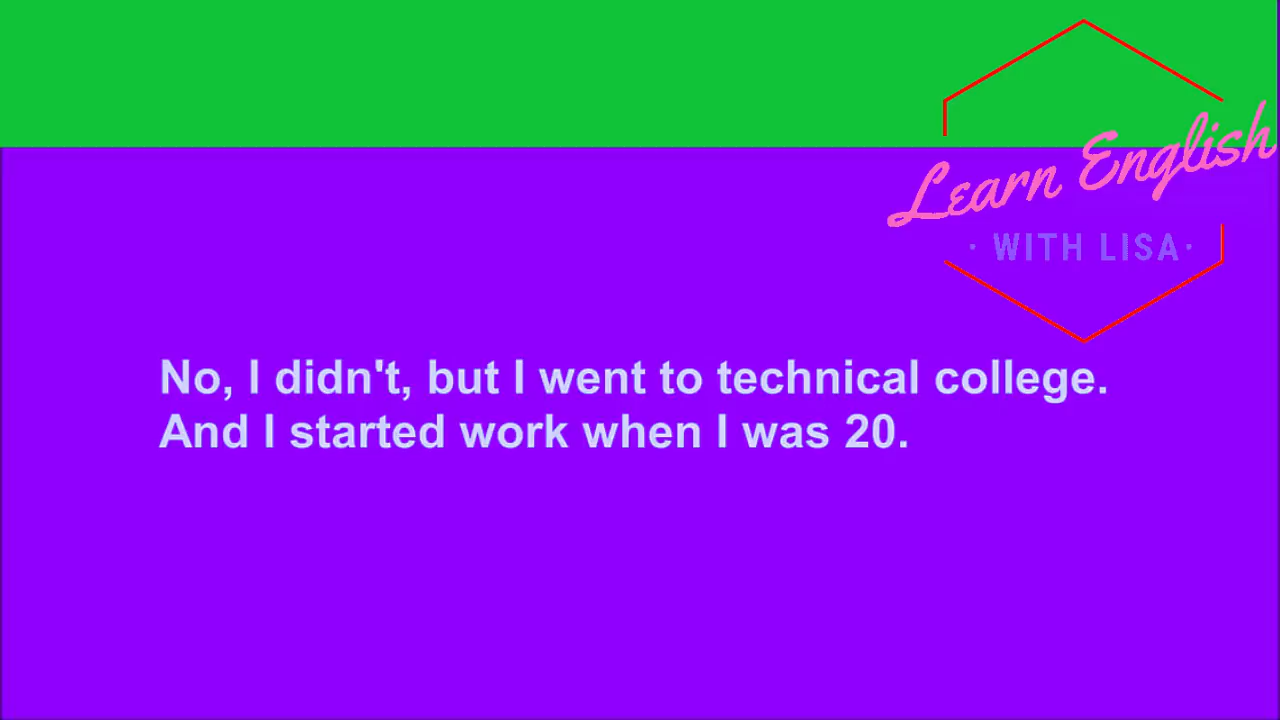 Learn English
· WITH LISA·
No, I didn't, but I went to technical college.
And I started work when I was 20.